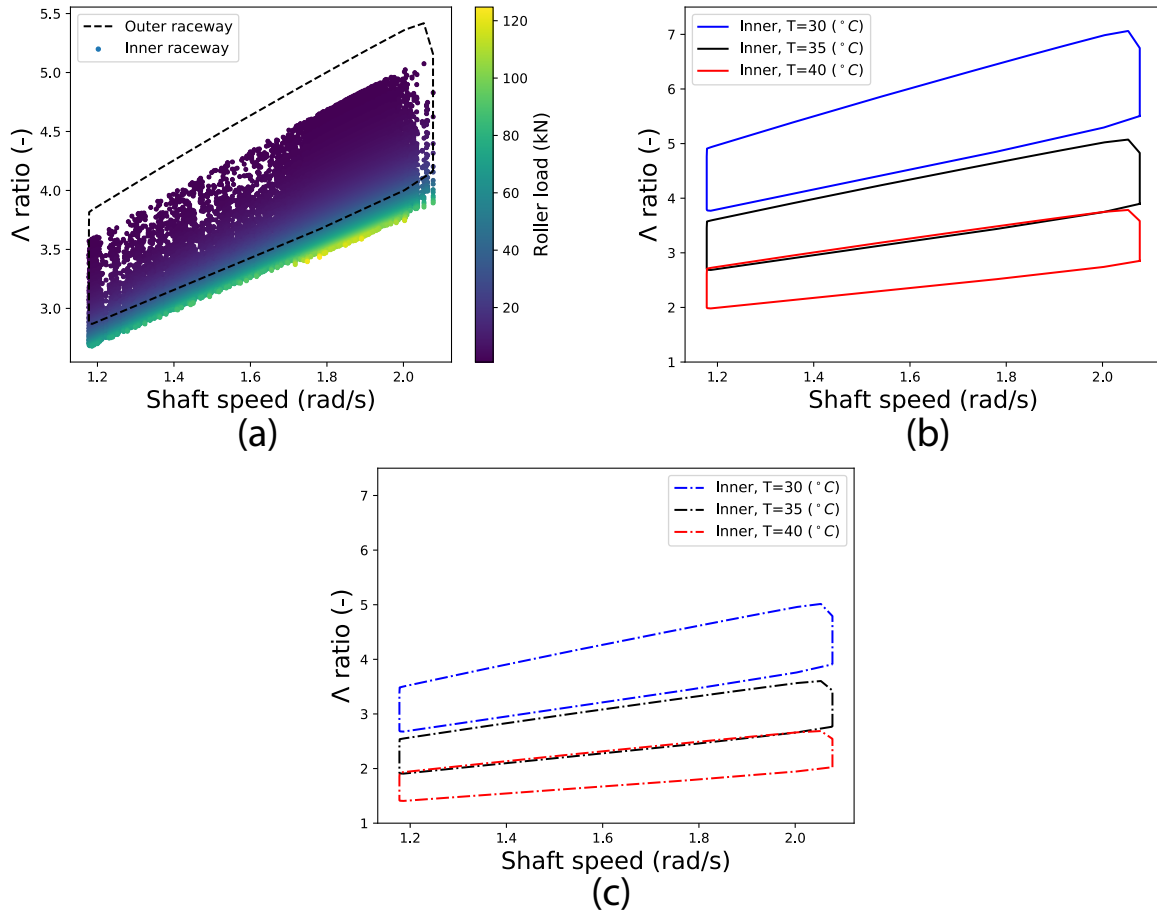 5.5
5.0
4.5
4.0
3.5
3.0
Λ ratio (-)
Outer raceway
Inner raceway
1.2 1.4 1.6 1.8 2.0
Shaft speed (rad/s)
120
100
80
60
40
20
Roller load (kN)
(a)
7
6
5
4
3
2
1
Λ ratio (-)
Inner, T=30 (°C)
Inner, T=35 (°C)
Inner, T=40 (°C)
1.2 1.4 1.6 1.8 2.0
Shaft speed (rad/s)
(b)
7
6
5
4
3
2
1
Λ ratio (-)
Inner, T=30 (°C)
Inner, T=35 (°C)
Inner, T=40 (°C)
1.2 1.4 1.6 1.8 2.0
Shaft speed (rad/s)
(c)